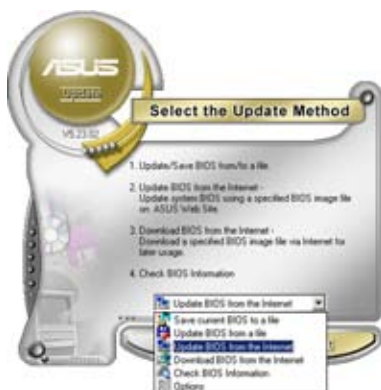 ASUS
Update
V5.23.02
Select the Update Method
1. Update/Save BIOS from/to a file.
2. Update BIOS from the Internet -
Update system BIOS using a specified BIOS image file
on ASUS Web Site.
3. Download BIOS from the Internet -
Download a specified BIOS image file via Internet for
later usage.
4. Check BIOS Information
Update BIOS from the Internet
Save current BIOS to a file
Update BIOS from a file
Update BIOS from the Internet
Download BIOS from the Internet
Check BIOS Information
Options